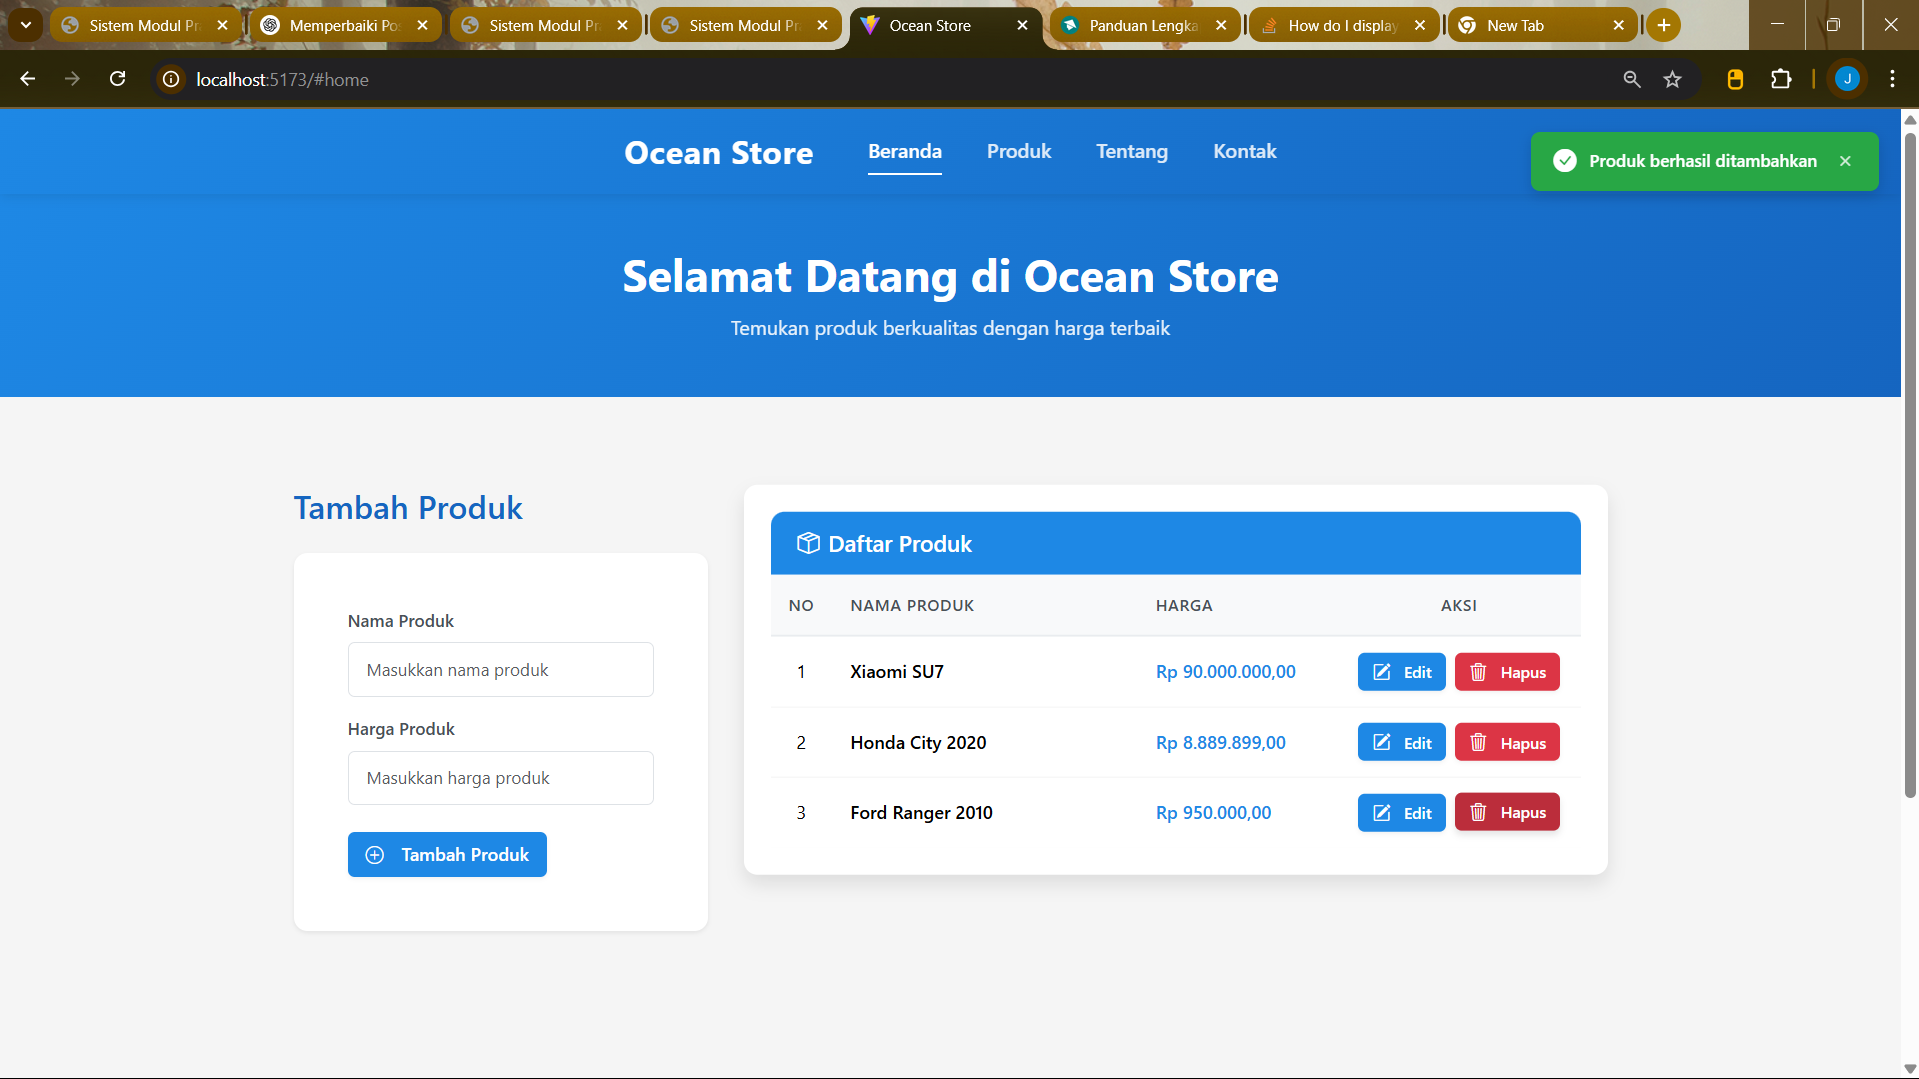 Sistem Modul Pr
Memperbaiki Pos
Sistem Modul Pr
Sistem Modul Pr
Ocean Store
Panduan Lengka
How do I display
New Tab
localhost:5173/#home
J
Ocean Store
Beranda
Produk
Tentang
Kontak
Produk berhasil ditambahkan
Selamat Datang di Ocean Store
Temukan produk berkualitas dengan harga terbaik
Tambah Produk
Nama Produk
Masukkan nama produk
Harga Produk
Masukkan harga produk
Tambah Produk
Daftar Produk
NO NAMA PRODUK HARGA AKSI
1 Xiaomi SU7 Rp 90.000.000,00 Edit Hapus
2 Honda City 2020 Rp 8.889.899,00 Edit Hapus
3 Ford Ranger 2010 Rp 950.000,00 Edit Hapus